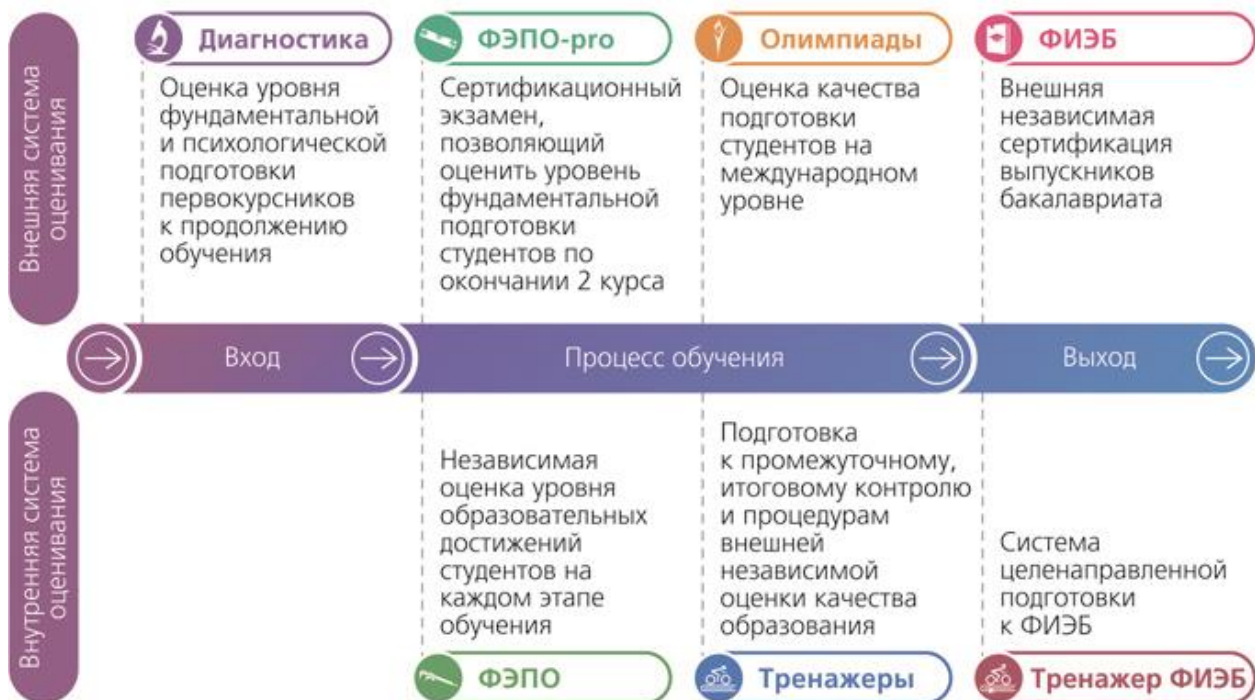 Внешняя система
оценивания
Диагностика
Оценка уровня
фундаментальной
и психологической
подготовки
первокурсников
к продолжению
обучения
ФЭПО-pro
Сертификационный
экзамен,
позволяющий
оценить уровень
фундаментальной
подготовки
студентов по
окончании 2 курса
Олимпиады
Оценка качества
подготовки
студентов на
международном
уровне
ФИЭБ
Внешняя
независимая
сертификация
выпускников
бакалавриата
Вход
Процесс обучения
Выход
Внутренняя система
оценивания
Независимая
оценка уровня
образовательных
достижений
студентов на
каждом этапе
обучения
ФЭПО
Подготовка
к промежуточному,
итоговому контролю
и процедурам
внешней
независимой
оценки качества
образования
Тренажеры
Система
целенаправленной
подготовки
к ФИЭБ
Тренажер ФИЭБ